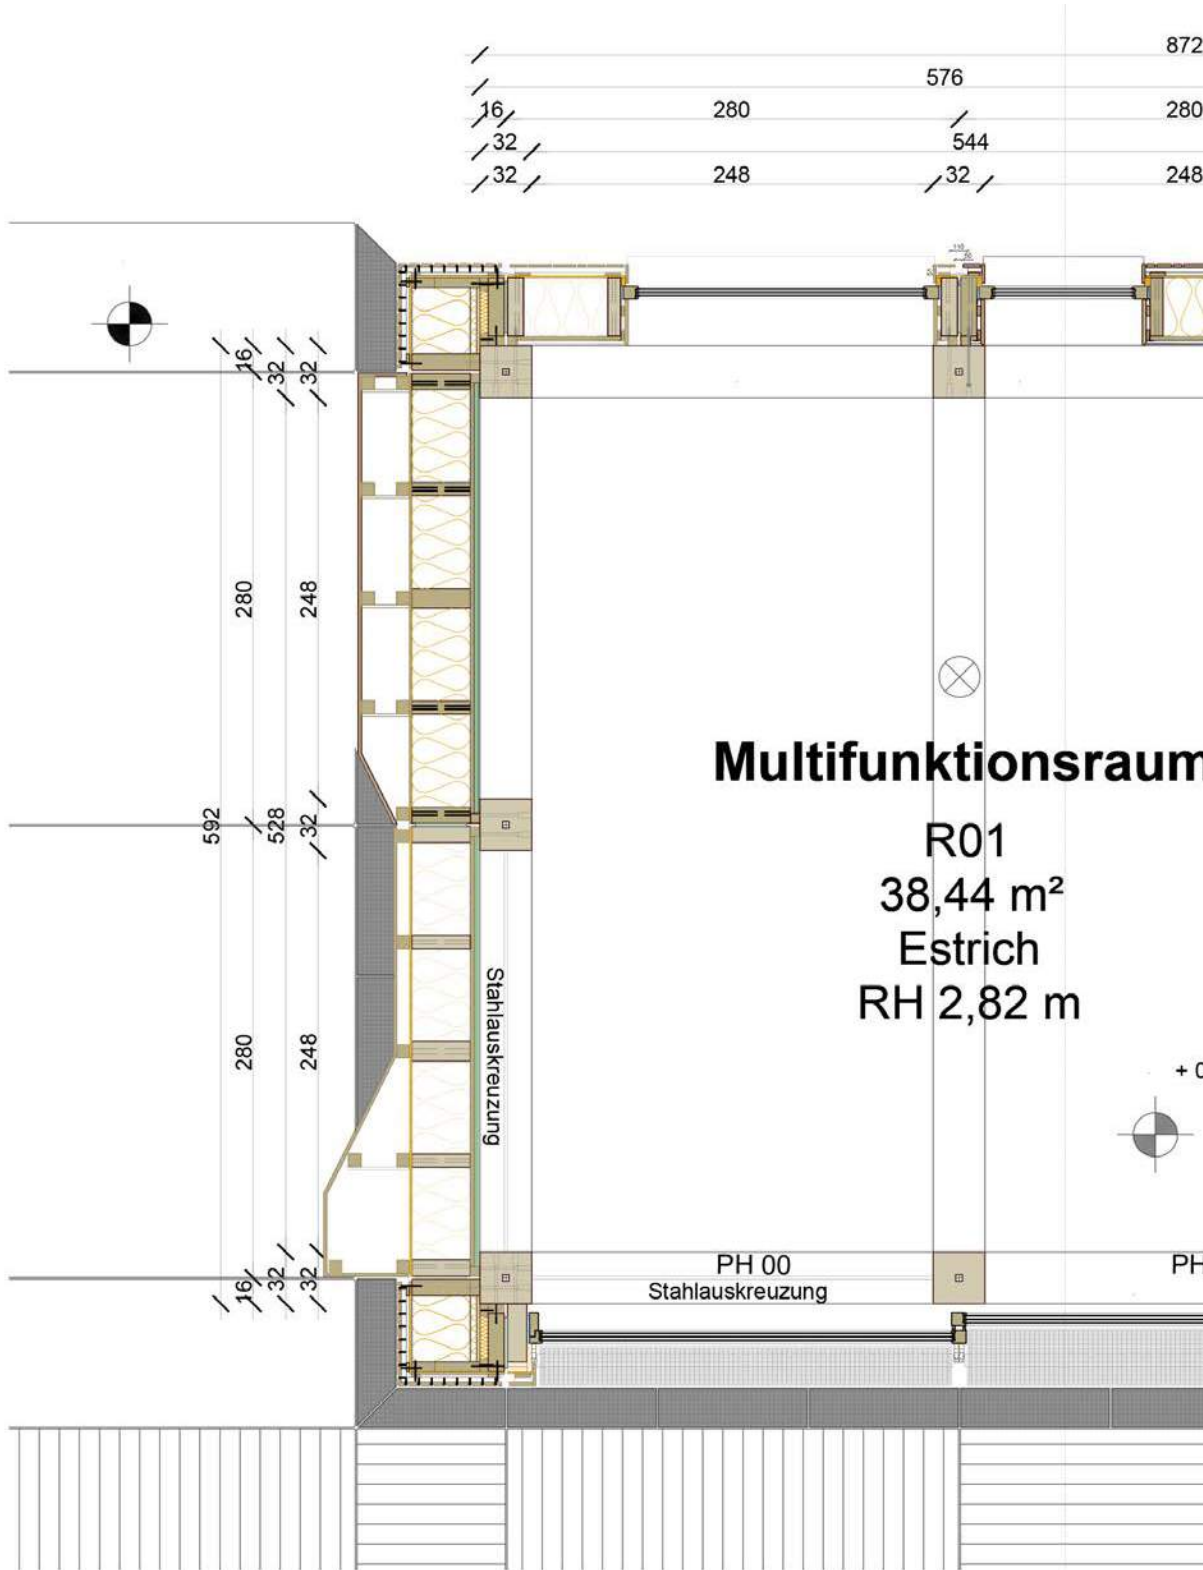 872
576
16 280 280
32 544
32 248 32 248
16
32
32
280
248
592
528
32
280
248
16
32
32
Multifunktionsraum
R01
38,44 m²
Estrich
RH 2,82 m
+ 0
Stahlauskreuzung
PH 00
Stahlauskreuzung
PH